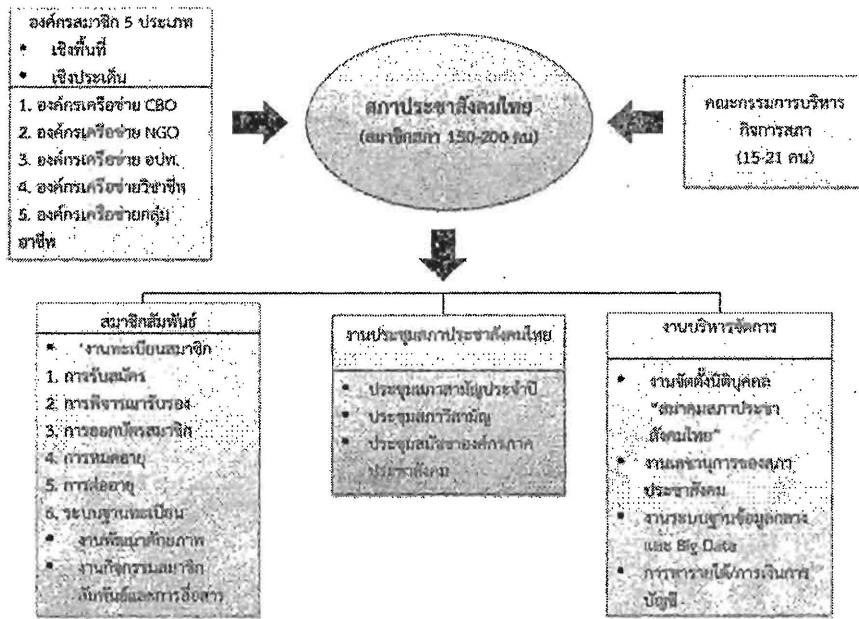 องค์กรสมาชิก 5 ประเภท
• เชิงพื้นที่
• เชิงประเด็น
1. องค์กรเครือข่าย CBO
2. องค์กรเครือข่าย NGO
3. องค์กรเครือข่าย อปท.
4. องค์กรเครือข่ายวิชาชีพ
5. องค์กรเครือข่ายกลุ่ม
อาชีพ
สภาประชาสังคมไทย
(สมาชิกสภา 150-200 คน)
คณะกรรมการบริหาร
กิจการสภา
(15-21 คน)
สมาชิกสัมพันธ์
• งานทะเบียนสมาชิก
1. การรับสมัคร
2. การพิจารณารับรอง
3. การออกบัตรสมาชิก
4. การหมดอายุ
5. การต่ออายุ
6. ระบบฐานทะเบียน
• งานพัฒนาศักยภาพ
• งานกิจกรรมสมาชิก
สัมพันธ์และการสื่อสาร
งานประชุมสภาประชาสังคมไทย
• ประชุมสภาสามัญประจำปี
• ประชุมสภาวิสามัญ
• ประชุมสมัชชาองค์กรภาค
ประชาสังคม
งานบริหารจัดการ
• งานจัดตั้งนิติบุคคล
"สมาคมสภาประชา
สังคมไทย"
• งานเลขานุการของสภา
ประชาสังคม
• งานระบบฐานข้อมูลกลาง
และ Big Data
• การหารายได้/การเงินการ
บัญชี